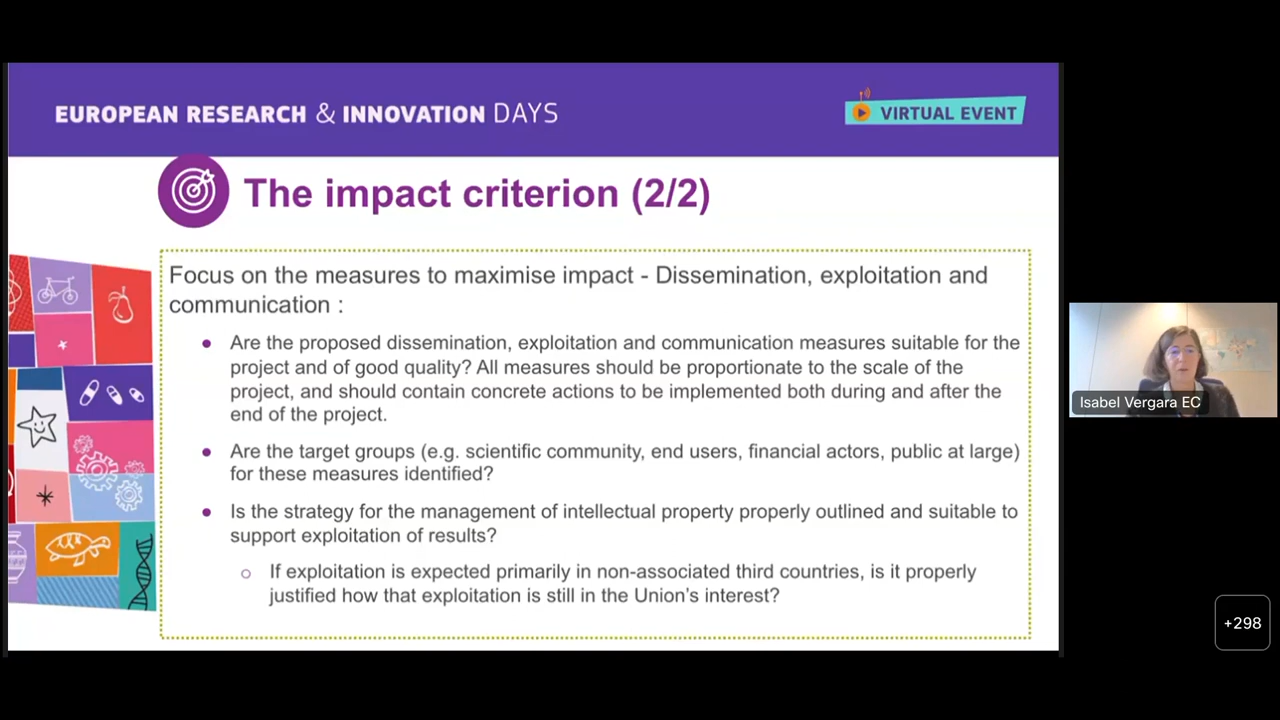 EUROPEAN RESEARCH & INNOVATION DAYS
VIRTUAL EVENT
The impact criterion (2/2)
Focus on the measures to maximise impact - Dissemination, exploitation and
communication :
● Are the proposed dissemination, exploitation and communication measures suitable for the
project and of good quality? All measures should be proportionate to the scale of the
project, and should contain concrete actions to be implemented both during and after the
end of the project.
● Are the target groups (e.g. scientific community, end users, financial actors, public at large)
for these measures identified?
● Is the strategy for the management of intellectual property properly outlined and suitable to
support exploitation of results?
○ If exploitation is expected primarily in non-associated third countries, is it properly
justified how that exploitation is still in the Union's interest?
Isabel Vergara EC
+298